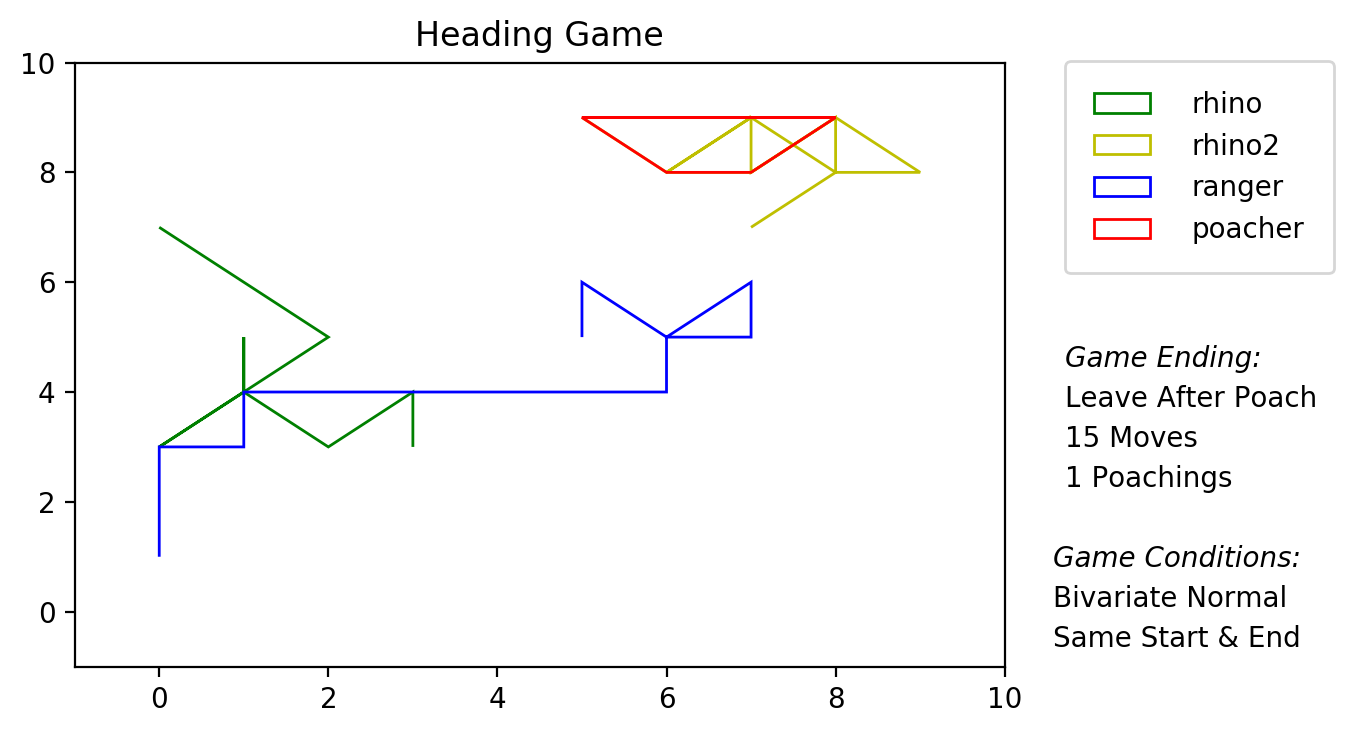 Heading Game
10
8
6
4
2
0
0 2 4 6 8 10
rhino
rhino2
ranger
poacher
Game Ending:
Leave After Poach
15 Moves
1 Poachings
Game Conditions:
Bivariate Normal
Same Start & End